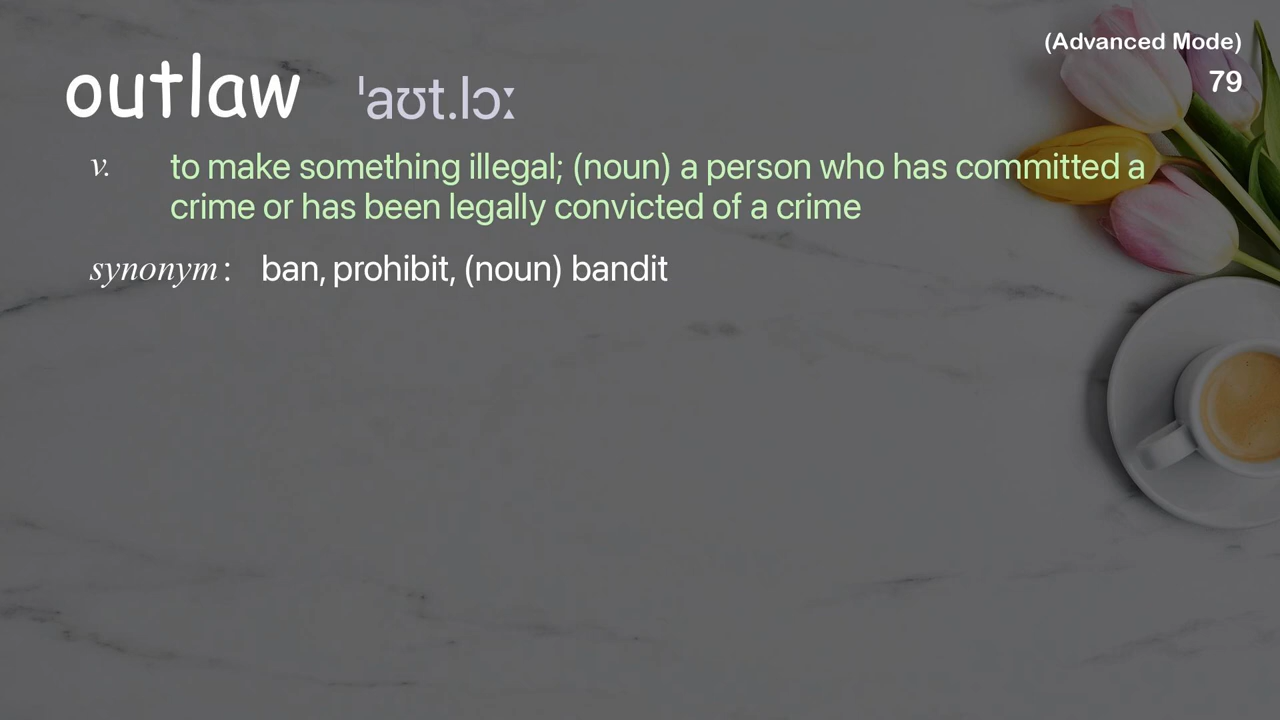 (Advanced Mode)
79
outlaw ˈaʊt.lɔː
v. to make something illegal; (noun) a person who has committed a
crime or has been legally convicted of a crime
synonym: ban, prohibit, (noun) bandit